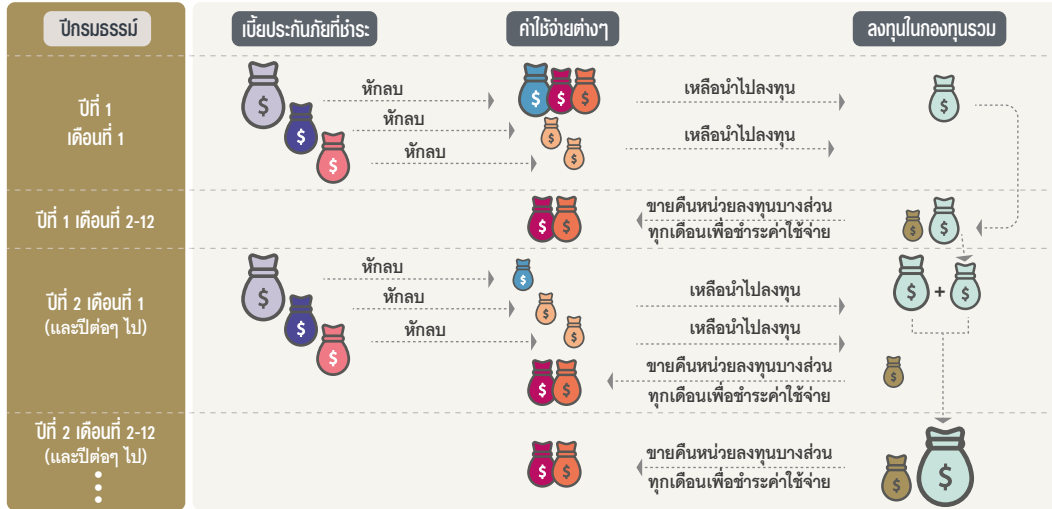 ปีกรมธรรม์
เบี้ยประกันภัยที่ชำระ
ค่าใช้จ่ายต่างๆ
ลงทุนในกองทุนรวม
ปีที่ 1
เดือนที่ 1
$
$
$
หักลบ
หักลบ
หักลบ
$ $ $
$
$
เหลือนำไปลงทุน
เหลือนำไปลงทุน
$
ปีที่ 1 เดือนที่ 2-12
$ $
ขายคืนหน่วยลงทุนบางส่วน
ทุกเดือนเพื่อชำระค่าใช้จ่าย
$ $
ปีที่ 2 เดือนที่ 1
(และปีต่อๆ ไป)
$
$
$
หักลบ
หักลบ
หักลบ
$
$
$
$ $
เหลือนำไปลงทุน
เหลือนำไปลงทุน
ขายคืนหน่วยลงทุนบางส่วน
ทุกเดือนเพื่อชำระค่าใช้จ่าย
$ + $
$
ปีที่ 2 เดือนที่ 2-12
(และปีต่อๆ ไป)
$ $
ขายคืนหน่วยลงทุนบางส่วน
ทุกเดือนเพื่อชำระค่าใช้จ่าย
$ $